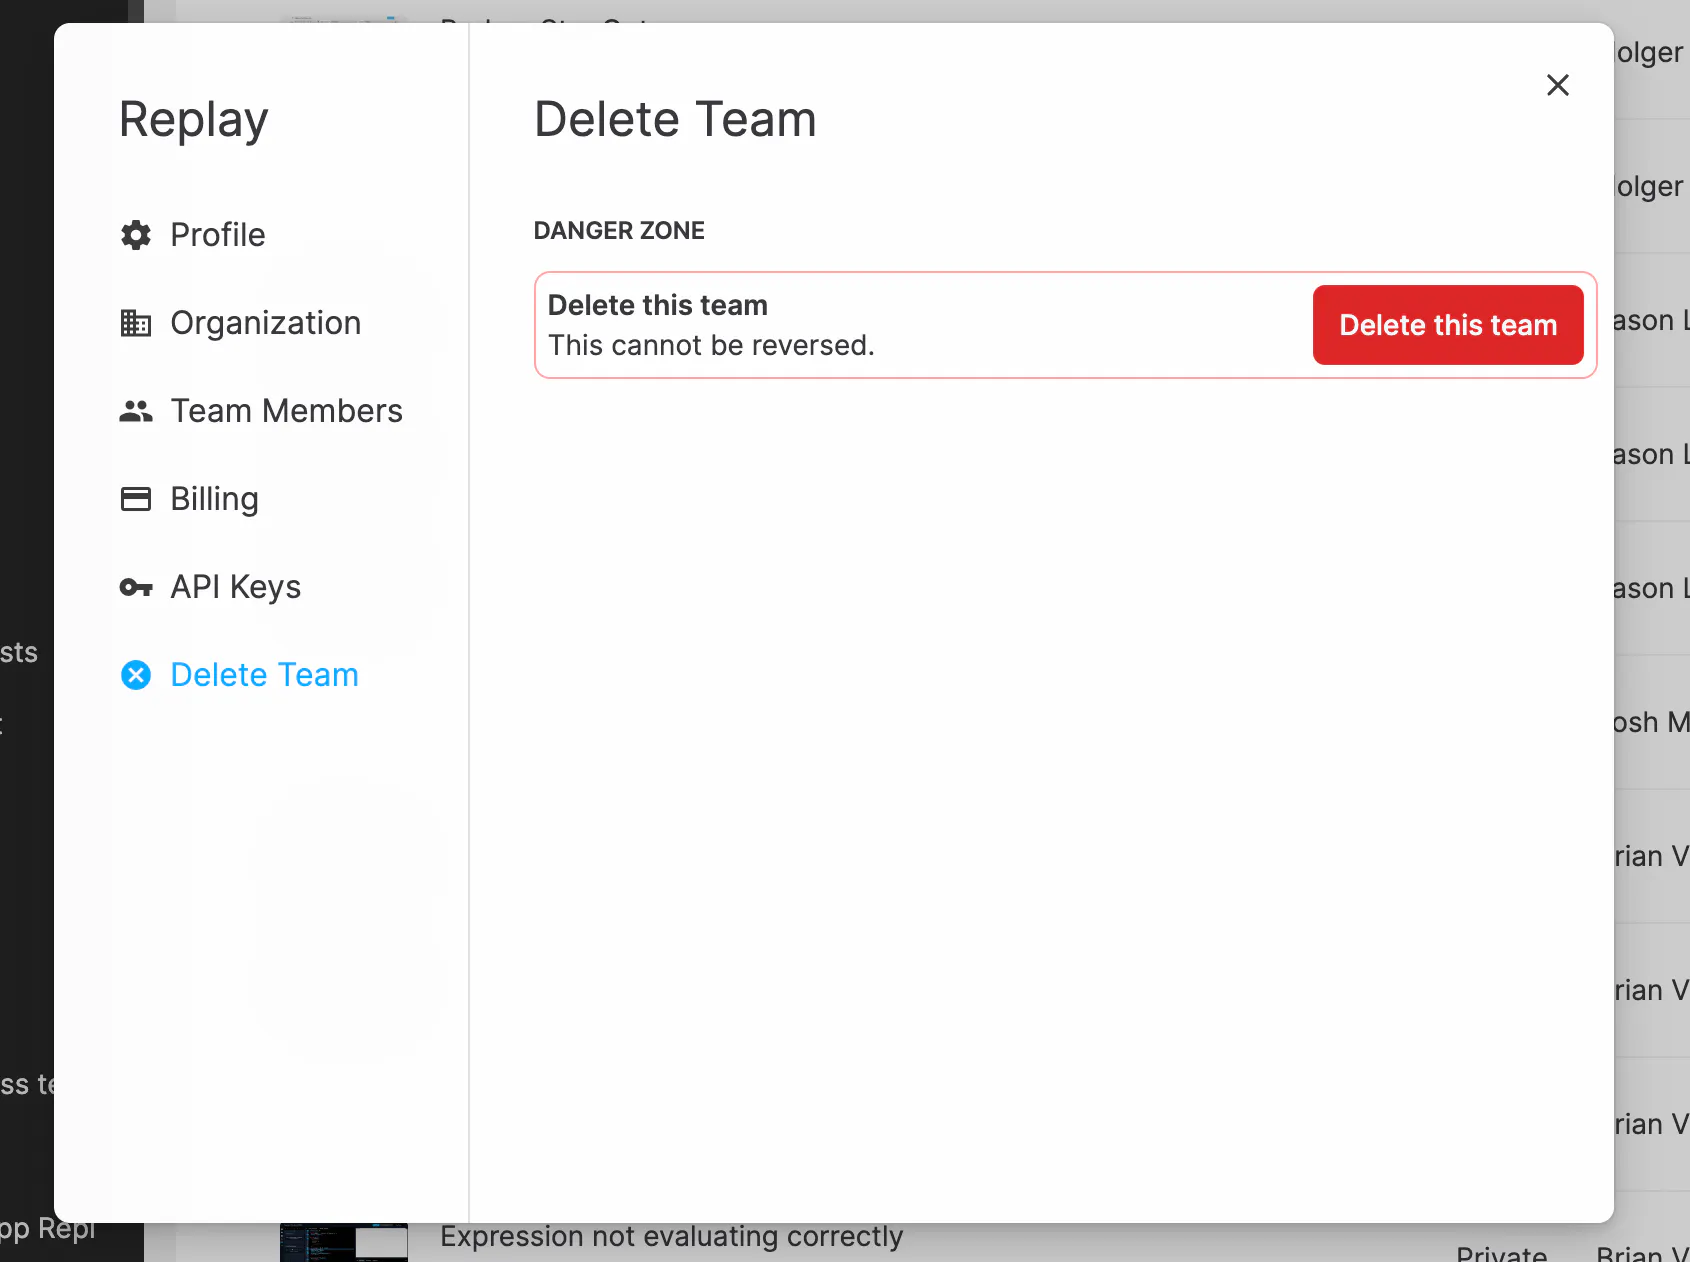 Replay
Profile
Organization
Team Members
Billing
API Keys
Delete Team
Delete Team
DANGER ZONE
Delete this team
This cannot be reversed.
Delete this team
olger
olger
ason L
ason L
ason L
osh M
rian V
rian V
rian V
sts
ss te
pp Repl
Expression not evaluating correctly
Private
Brian V